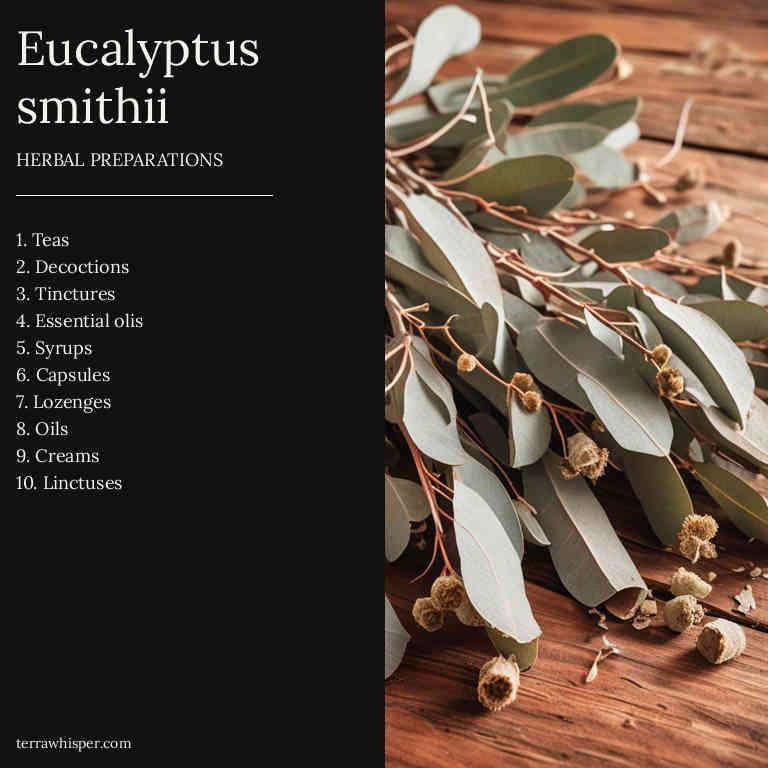 Eucalyptus
smithii
HERBAL PREPARATIONS
1. Teas
2. Decoctions
3. Tinctures
4. Essential olis
5. Syrups
6. Capsules
7. Lozenges
8. Oils
9. Creams
10. Linctuses
terrawhisper.com